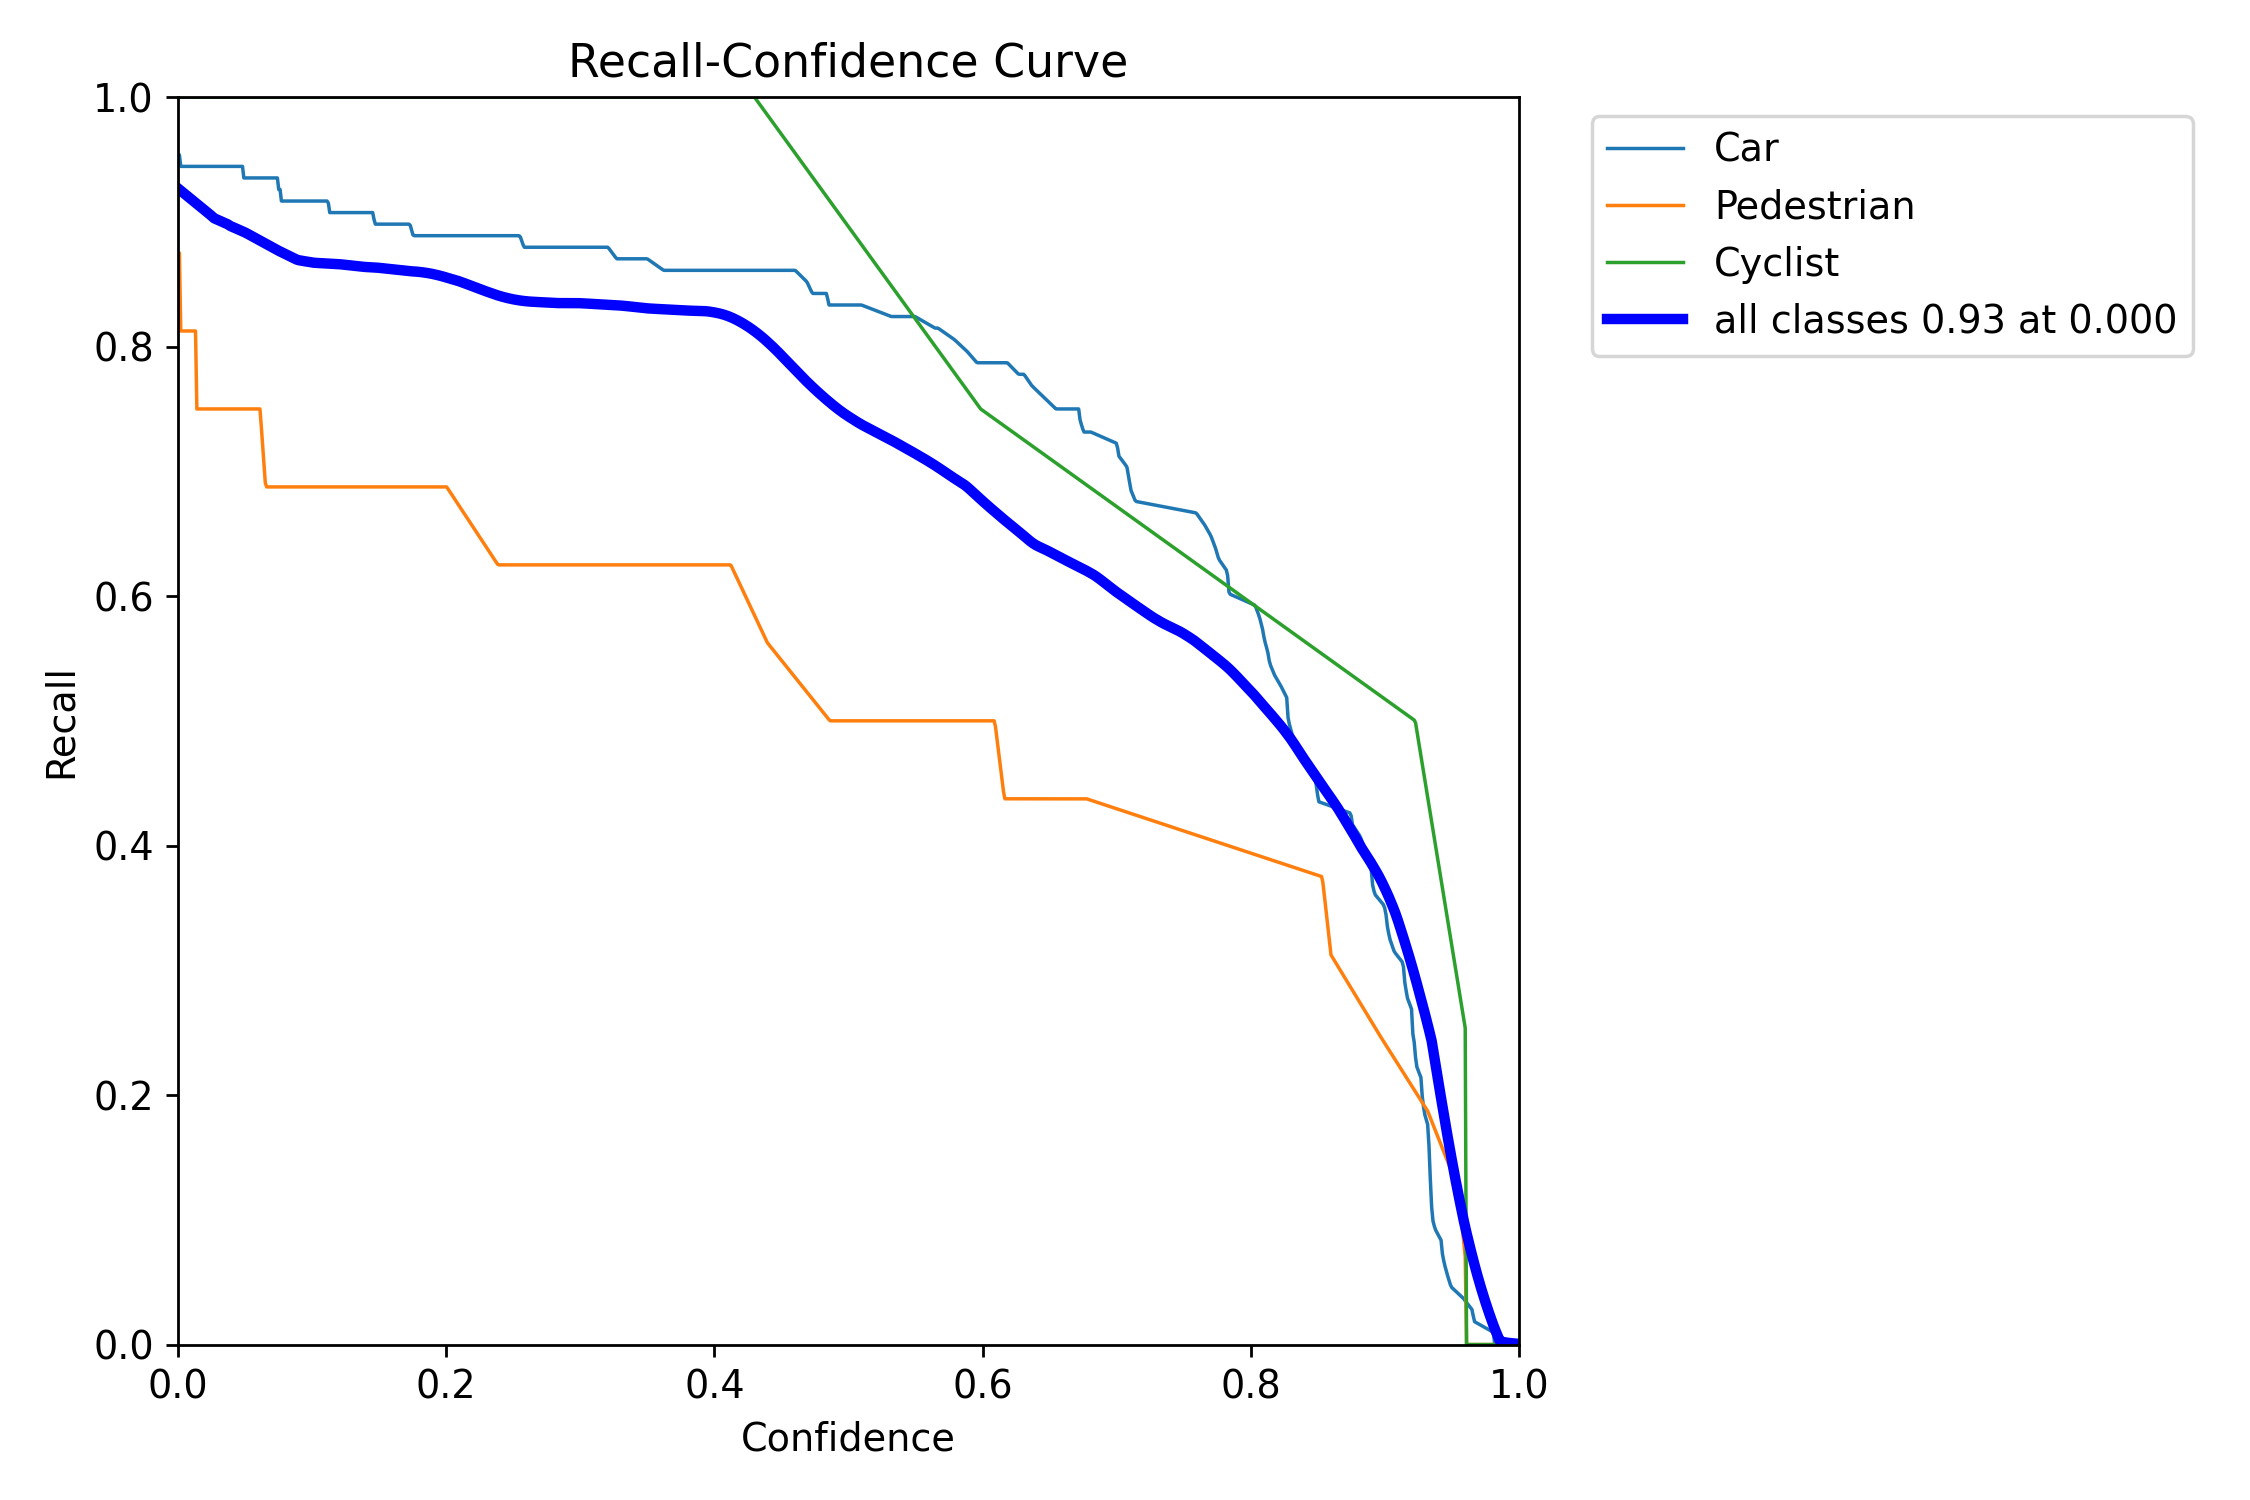 Recall-Confidence Curve
1.0
0.8
0.6
0.4
0.2
0.0
Recall
0.0 0.2 0.4 0.6 0.8 1.0
Confidence
Car
Pedestrian
Cyclist
all classes 0.93 at 0.000